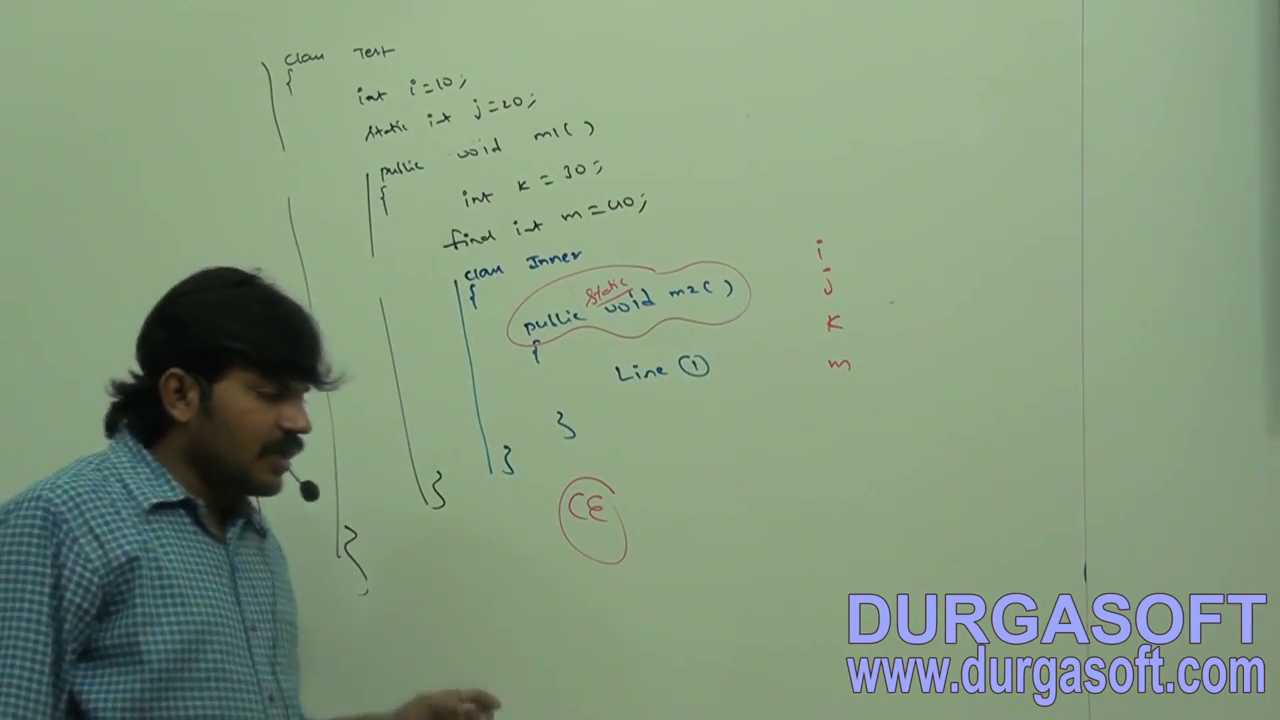 class Test
{
int i=10;
static int j=20;
public void m1( )
{
int k = 30;
final int m=40;
class Inner
{
public static void m2( )
{
Line ①
}
}
}
}
i
j
k
m
CE
DURGASOFT
www.durgasoft.com